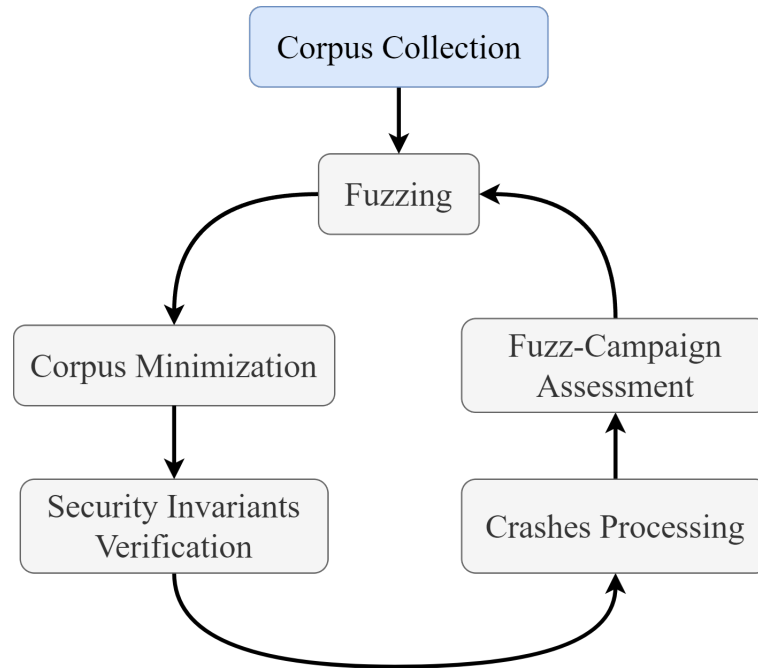 Corpus Collection
Fuzzing
Corpus Minimization
Fuzz-Campaign
Assessment
Security Invariants
Verification
Crashes Processing